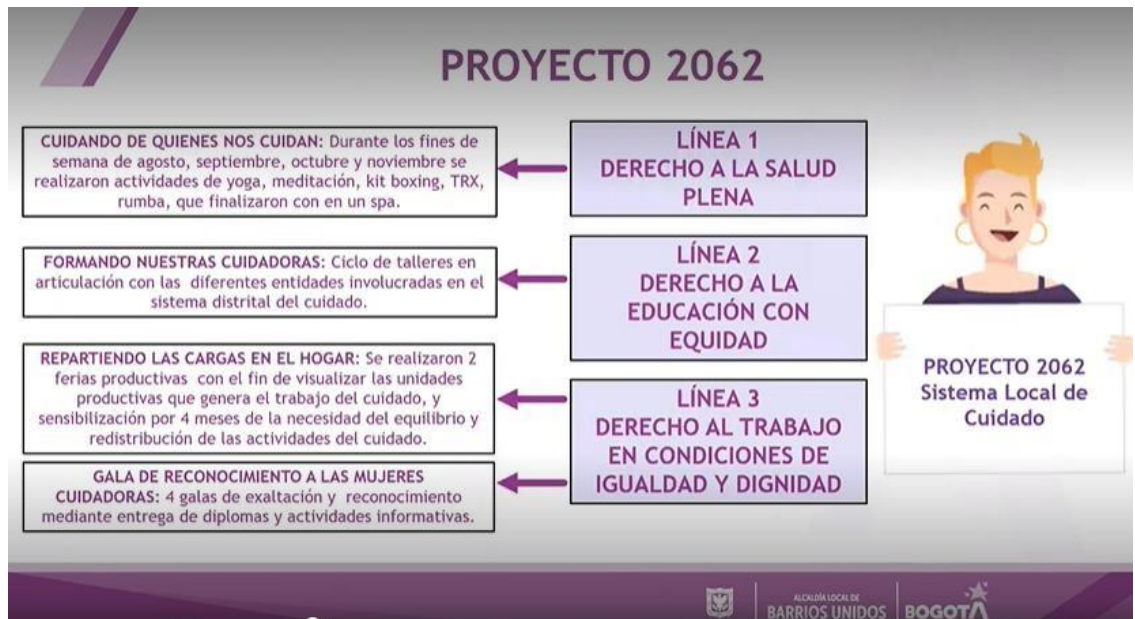 PROYECTO 2062
CUIDANDO DE QUIENES NOS CUIDAN: Durante los fines de
semana de agosto, septiembre, octubre y noviembre se
realizaron actividades de yoga, meditación, kit boxing, TRX,
rumba, que finalizaron con en un spa.
LÍNEA 1
DERECHO A LA SALUD
PLENA
FORMANDO NUESTRAS CUIDADORAS: Ciclo de talleres en
articulación con las diferentes entidades involucradas en el
sistema distrital del cuidado.
LÍNEA 2
DERECHO A LA
EDUCACIÓN CON
EQUIDAD
REPARTIENDO LAS CARGAS EN EL HOGAR: Se realizaron 2
ferias productivas con el fin de visualizar las unidades
productivas que genera el trabajo del cuidado, y
sensibilización por 4 meses de la necesidad del equilibrio y
redistribución de las actividades del cuidado.
GALA DE RECONOCIMIENTO A LAS MUJERES
CUIDADORAS: 4 galas de exaltación y reconocimiento
mediante entrega de diplomas y actividades informativas.
LÍNEA 3
DERECHO AL TRABAJO
EN CONDICIONES DE
IGUALDAD Y DIGNIDAD
PROYECTO 2062
Sistema Local de
Cuidado
ALCALDÍA LOCAL DE
BARRIOS UNIDOS
BOGOTÁ